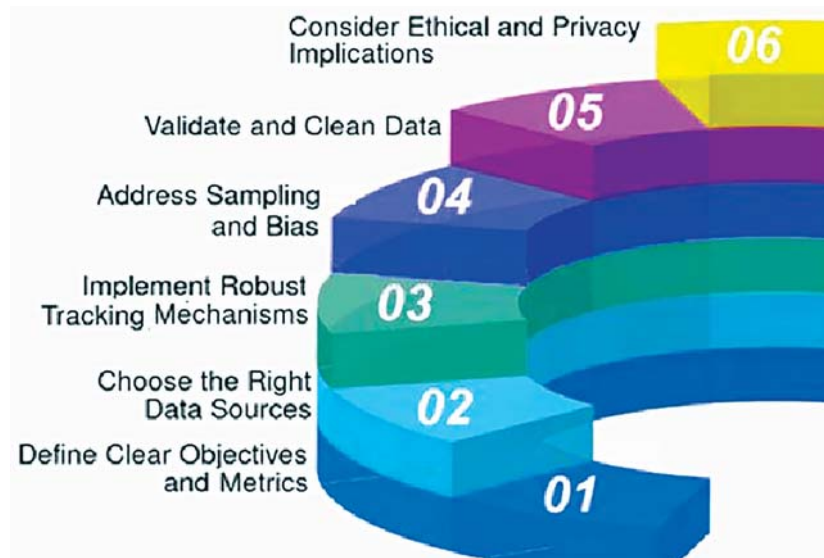 Consider Ethical and Privacy
Implications
06
Validate and Clean Data
05
Address Sampling
and Bias
04
Implement Robust
Tracking Mechanisms
03
Choose the Right
Data Sources
02
Define Clear Objectives
and Metrics
01